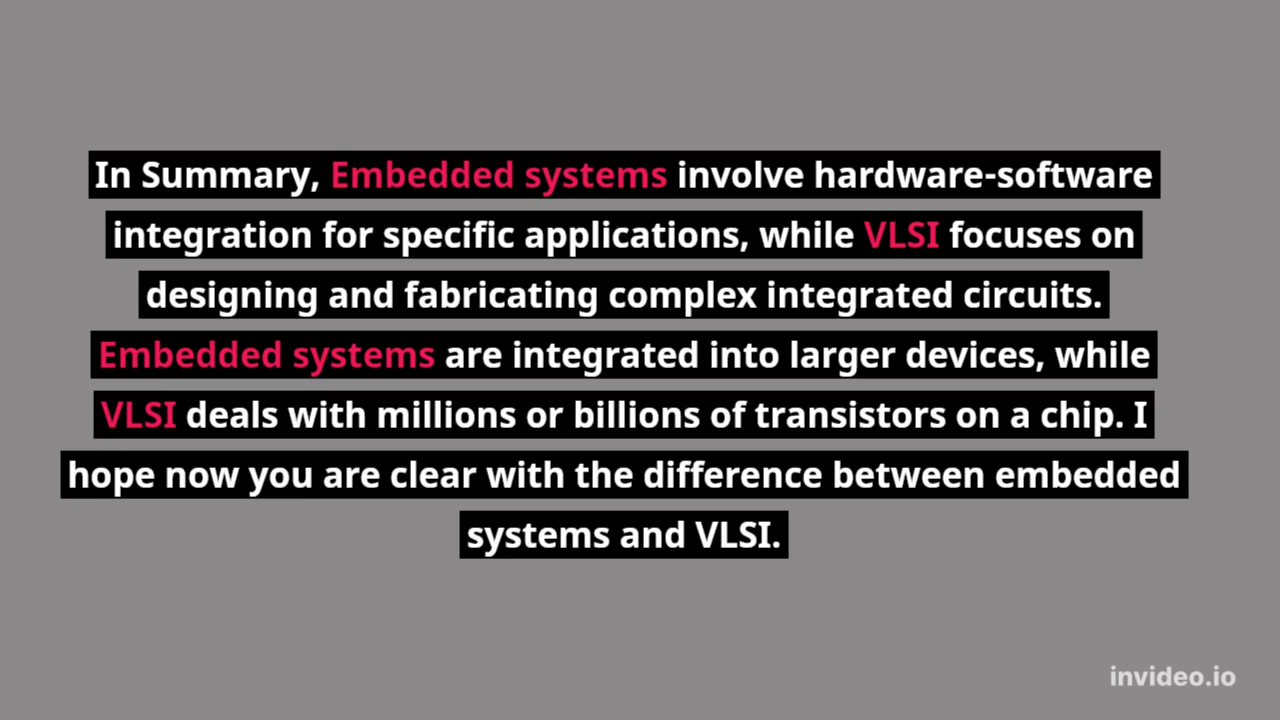 In Summary, Embedded systems involve hardware-software
integration for specific applications, while VLSI focuses on
designing and fabricating complex integrated circuits.
Embedded systems are integrated into larger devices, while
VLSI deals with millions or billions of transistors on a chip. I
hope now you are clear with the difference between embedded
systems and VLSI.
invideo.io